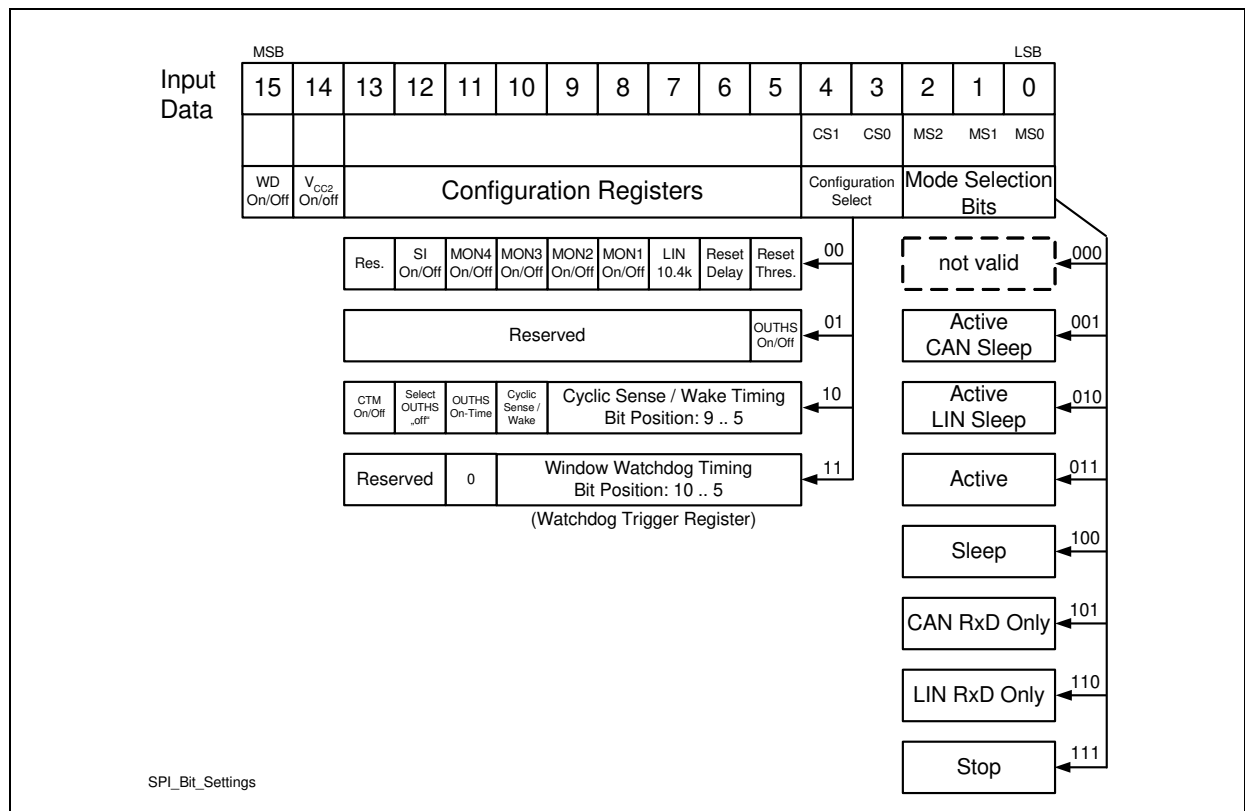 MSB LSB
Input
Data
15 14 13 12 11 10 9 8 7 6 5 4 3 2 1 0
CS1 CS0 MS2 MS1 MS0
WD
On/Off
VCC2
On/off
Configuration Registers
Configuration
Select
Mode Selection
Bits
Res.
SI
On/Off
MON4
On/Off
MON3
On/Off
MON2
On/Off
MON1
On/Off
LIN
10.4k
Reset
Delay
Reset
Thres.
00
not valid
000
Reserved
OUTHS
On/Off
01
Active
CAN Sleep
001
CTM
On/Off
Select
OUTHS
„off“
OUTHS
On-Time
Cyclic
Sense /
Wake
Cyclic Sense / Wake Timing
Bit Position: 9 .. 5
10
Active
LIN Sleep
010
Reserved
0
Window Watchdog Timing
Bit Position: 10 .. 5
11
(Watchdog Trigger Register)
Active
011
Sleep
100
CAN RxD Only
101
LIN RxD Only
110
Stop
111
SPI_Bit_Settings